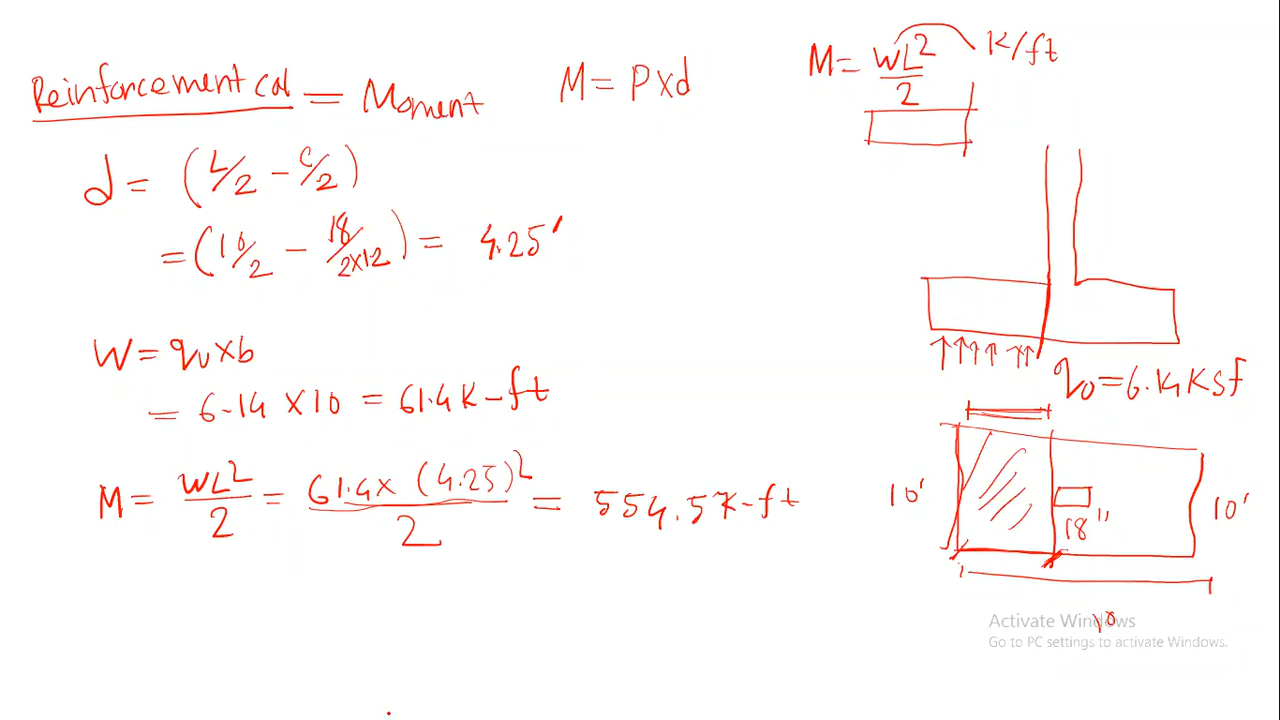 Reinforcement cal = Moment
M = P x d
M = WL²/2 K/ft
d = (L/2 - C/2)
= (10/2 - 18/2x12) = 4.25'
W = qu x b
= 6.14 x 10 = 61.4 K-ft
qu = 6.14 Ksf
M = WL²/2 = 61.4 x (4.25)²/2 = 554.5 K-ft
10'
18"
10'
10
Activate Windows
Go to PC settings to activate Windows.